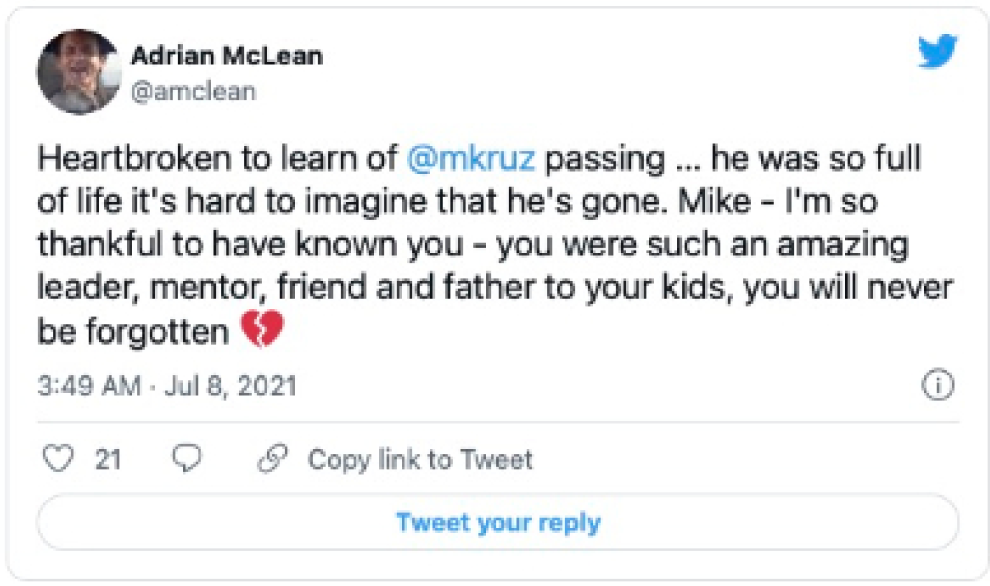 Adrian McLean
@amclean
Heartbroken to learn of @mkruz passing ... he was so full
of life it's hard to imagine that he's gone. Mike - I'm so
thankful to have known you - you were such an amazing
leader, mentor, friend and father to your kids, you will never
be forgotten 💔
3:49 AM · Jul 8, 2021
21 Copy link to Tweet
Tweet your reply